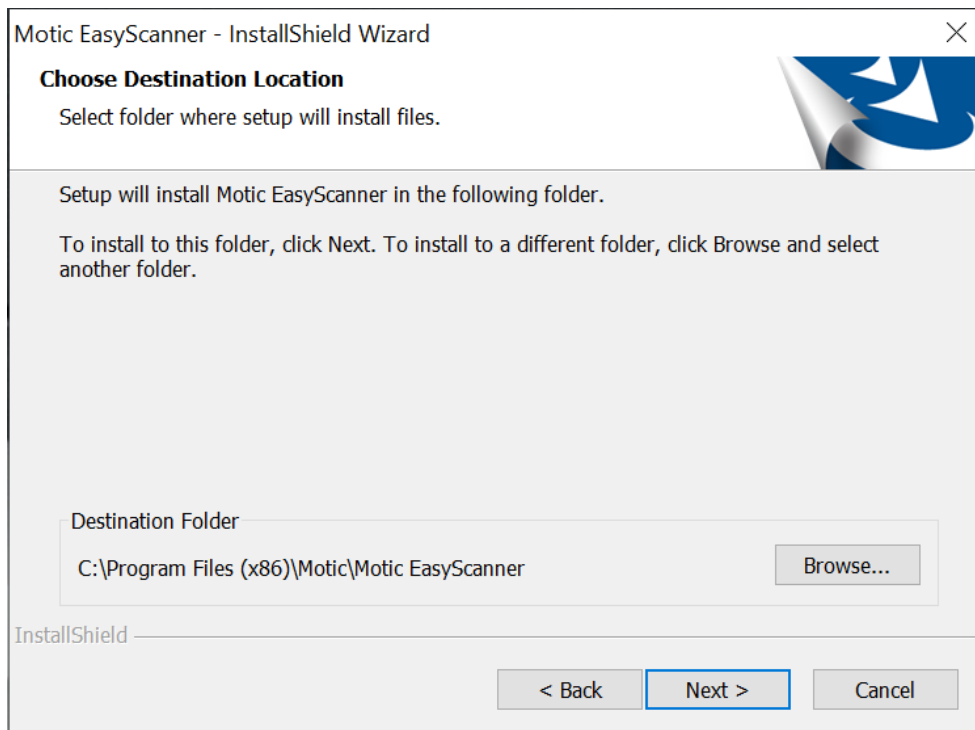 Motic EasyScanner - InstallShield Wizard
Choose Destination Location
Select folder where setup will install files.
Setup will install Motic EasyScanner in the following folder.
To install to this folder, click Next. To install to a different folder, click Browse and select
another folder.
Destination Folder
C:\Program Files (x86)\Motic\Motic EasyScanner
Browse...
InstallShield
< Back
Next >
Cancel